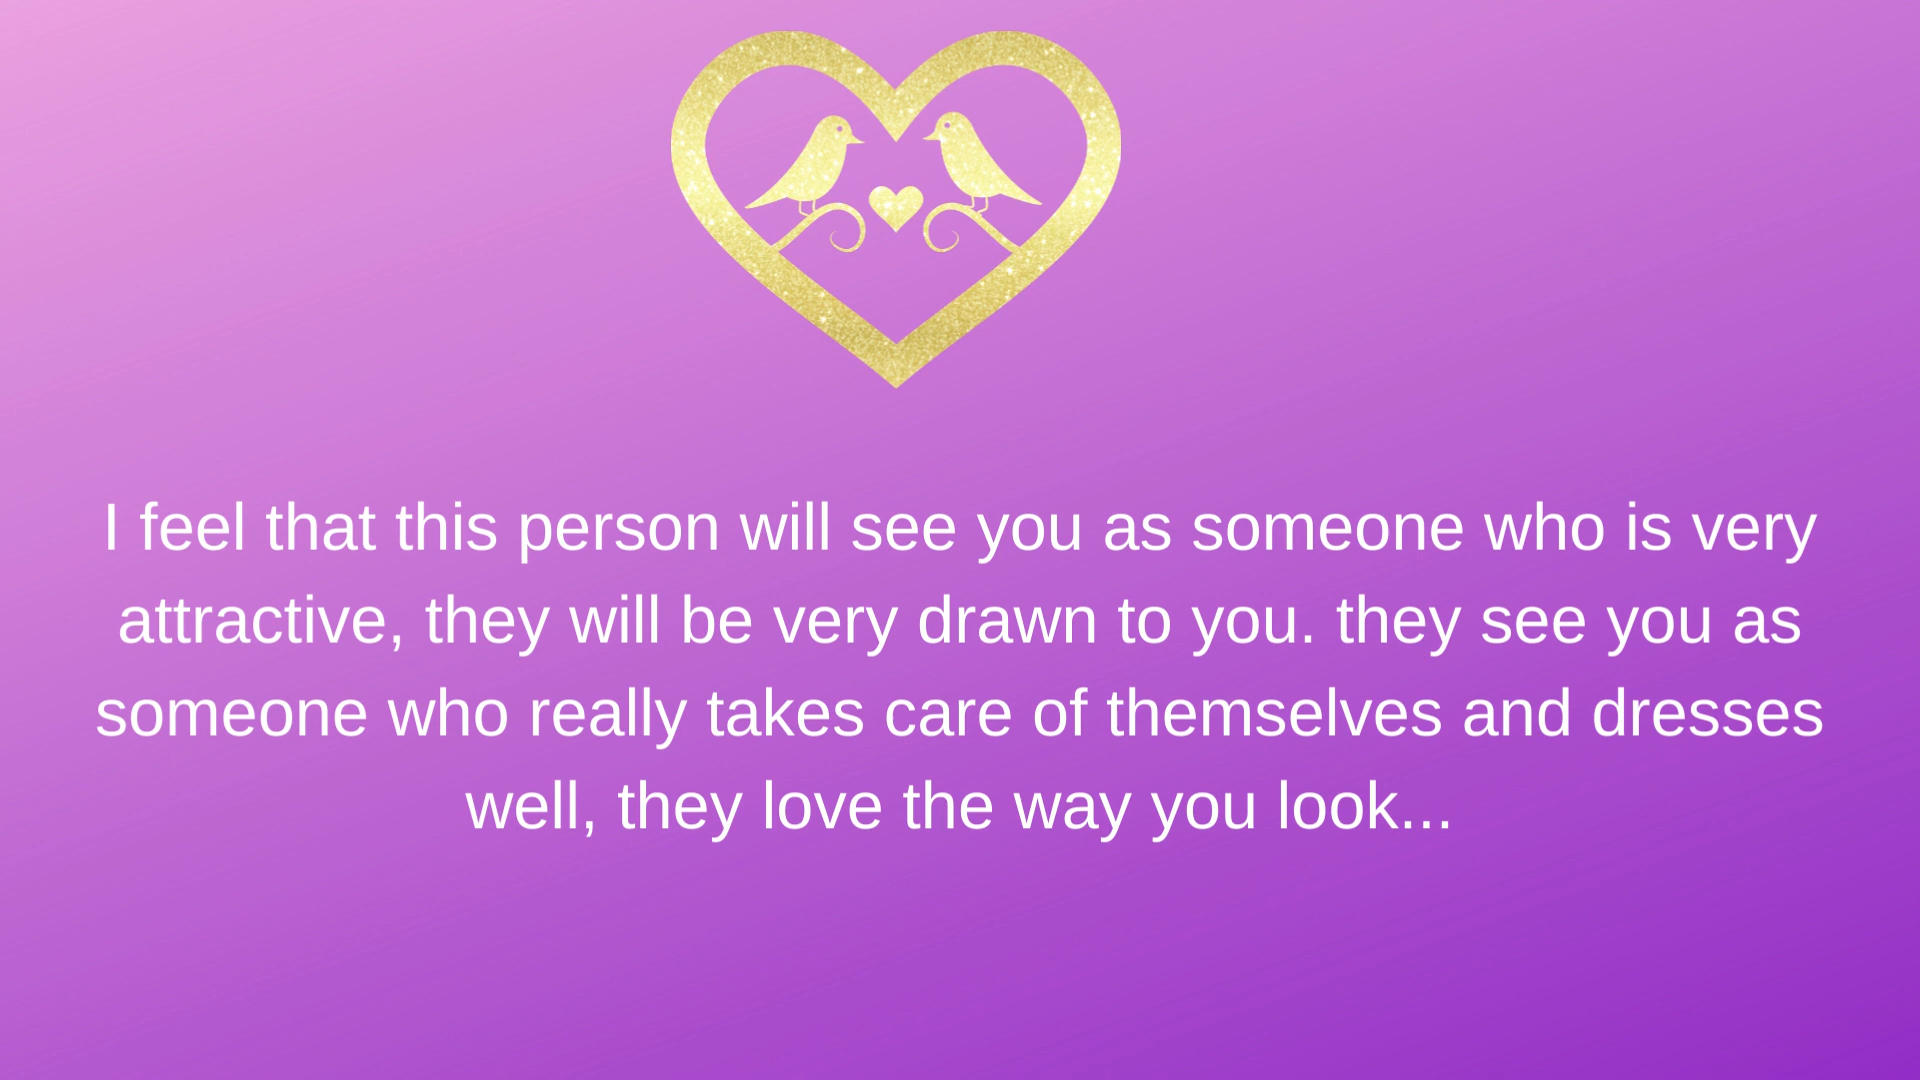 I feel that this person will see you as someone who is very
attractive, they will be very drawn to you. they see you as
someone who really takes care of themselves and dresses
well, they love the way you look...